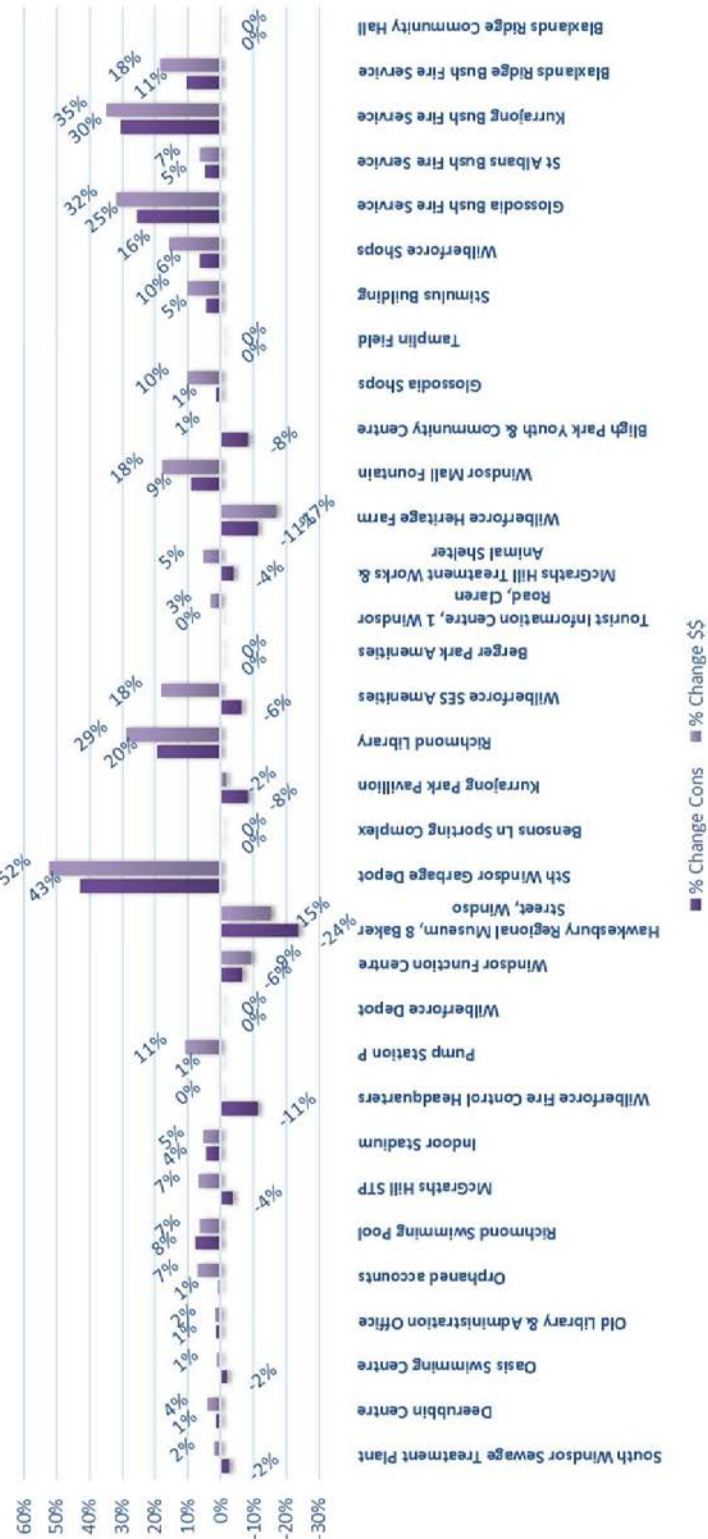 60%
50%
40%
30%
20%
10%
0%
-10%
-20%
-30%
-2%
2%
1%
4%
-2%
1%
1%
2%
1%
7%
8%
7%
-4%
7%
4%
5%
-11%
0%
1%
11%
0%
0%
-6%
-9%
-24%
-15%
43%
52%
0%
0%
-8%
-2%
20%
29%
-6%
18%
0%
0%
0%
3%
-4%
5%
-11%
-17%
9%
18%
-8%
1%
1%
10%
0%
0%
5%
10%
6%
16%
25%
32%
5%
7%
30%
35%
11%
18%
0%
0%
South Windsor Sewage Treatment Plant
Deerubbin Centre
Oasis Swimming Centre
Old Library & Administration Office
Orphaned accounts
Richmond Swimming Pool
McGraths Hill STP
Indoor Stadium
Wilberforce Fire Control Headquarters
Pump Station P
Wilberforce Depot
Windsor Function Centre
Hawkesbury Regional Museum, 8 Baker
Street, Windso
Sth Windsor Garbage Depot
Bensons Ln Sporting Complex
Kurrajong Park Pavillion
Richmond Library
Wilberforce SES Amenities
Berger Park Amenities
Tourist Information Centre, 1 Windsor
Road, Claren
McGraths Hill Treatment Works &
Animal Shelter
Wilberforce Heritage Farm
Windsor Mall Fountain
Bligh Park Youth & Community Centre
Glossodia Shops
Tamplin Field
Stimulus Building
Wilberforce Shops
Glossodia Bush Fire Service
St Albans Bush Fire Service
Kurrajong Bush Fire Service
Blaxlands Ridge Bush Fire Service
Blaxlands Ridge Community Hall
% Change Cons
% Change $$